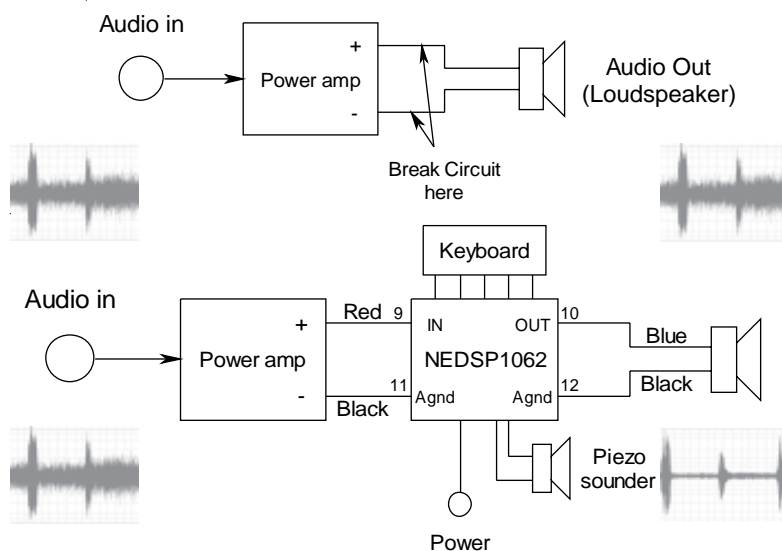 Audio in
+
Power amp
-
Audio Out
(Loudspeaker)
Break Circuit
here
Keyboard
Audio in
+
Power amp
-
Red
9
IN
OUT
10
Blue
NEDSP1062
11
Agnd
Agnd
12
Black
Black
Piezo
sounder
Power